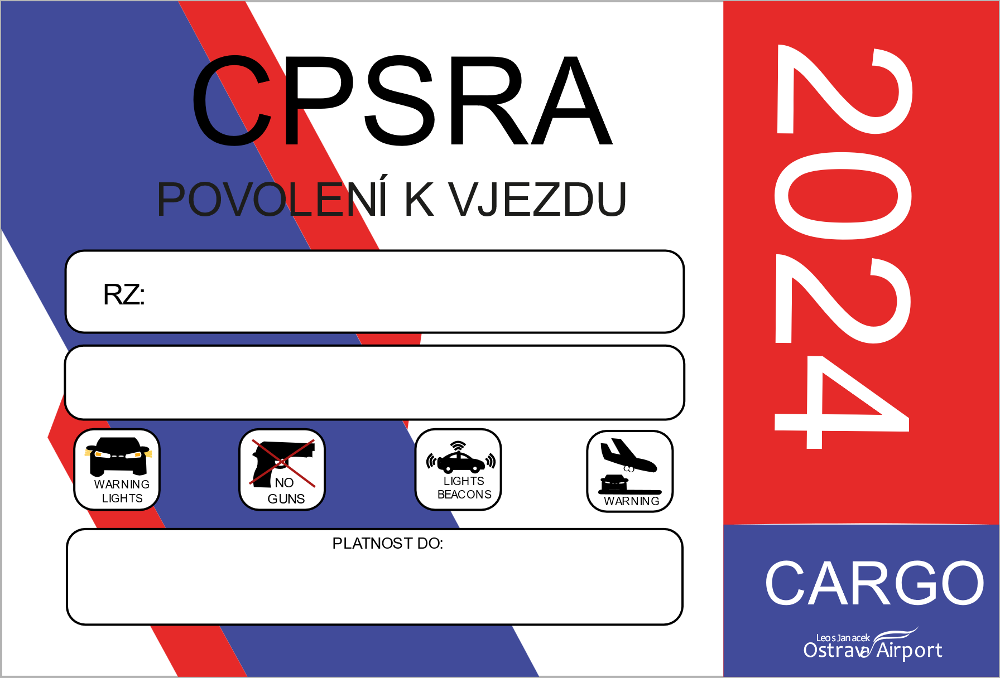 CPSRA
POVOLENÍ K VJEZDU
RZ:
WARNING
LIGHTS
NO
GUNS
LIGHTS
BEACONS
WARNING
PLATNOST DO:
2024
CARGO
Leos Janacek
Ostrava Airport